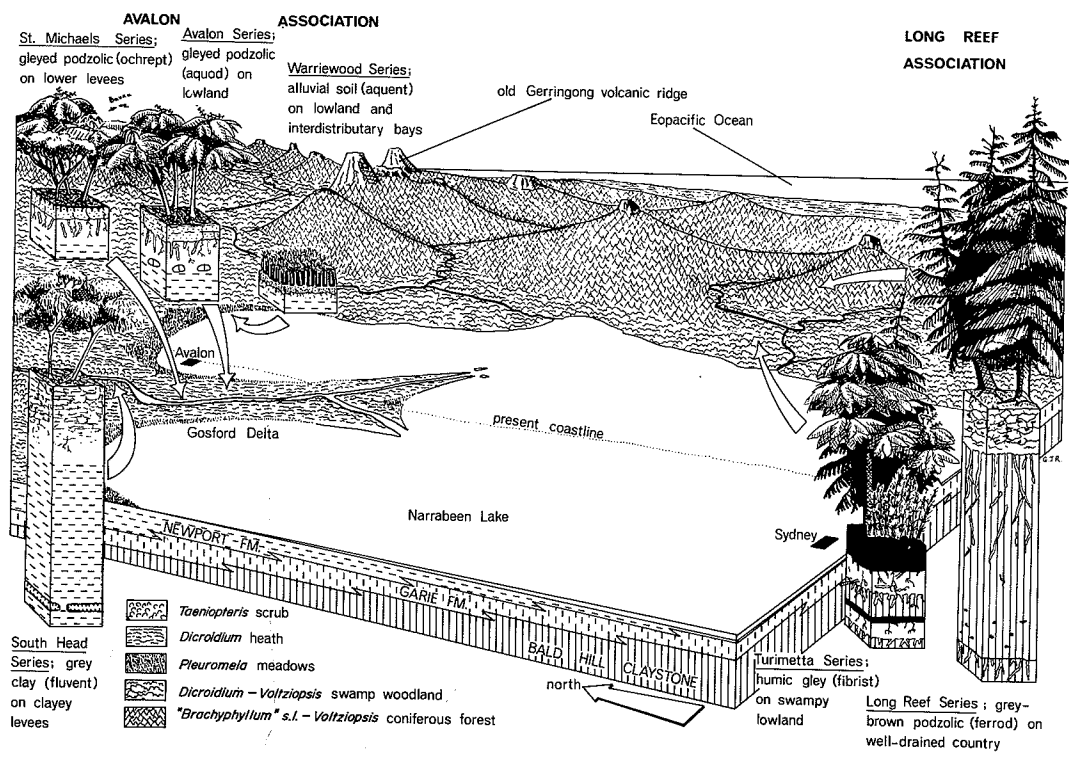 AVALON ASSOCIATION
St. Michaels Series;
gleyed podzolic (ochrept)
on lower levees
Avalon Series;
gleyed podzolic
(aquod) on
lowland
Warriewood Series;
alluvial soil (aquent)
on lowland and
interdistributary bays
old Gerringong volcanic ridge
Eopacific Ocean
LONG REEF
ASSOCIATION
Avalon
Gosford Delta
present coastline
Narrabeen Lake
Sydney
G.J.R.
NEWPORT FM.
GARIE FM.
BALD HILL CLAYSTONE
north
South Head
Series; grey
clay (fluvent)
on clayey
levees
Taeniopteris scrub
Dicroidium heath
Pleuromeia meadows
Dicroidium – Voltziopsis swamp woodland
"Brachyphyllum" s.l. – Voltziopsis coniferous forest
Turimetta Series;
humic gley (fibrist)
on swampy
lowland
Long Reef Series ; grey-
brown podzolic (ferrod) on
well-drained country